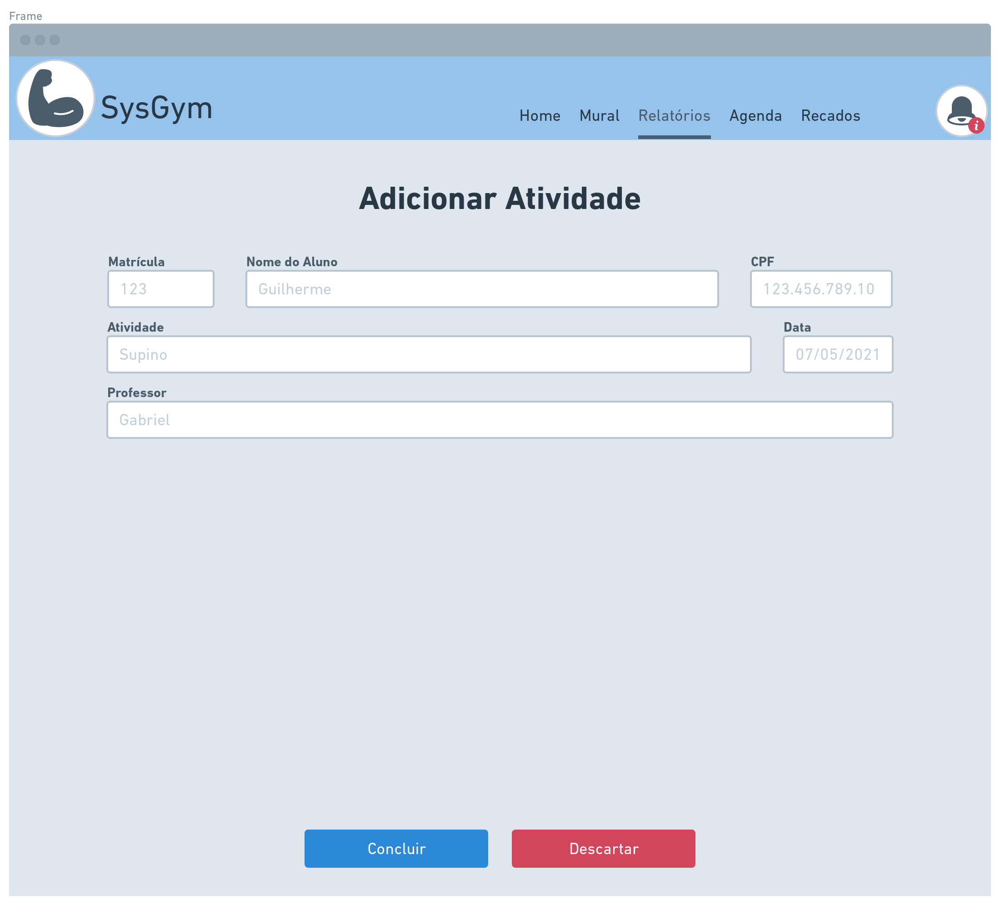 Frame
SysGym
Home Mural Relatórios Agenda Recados
i
Adicionar Atividade
Matrícula Nome do Aluno CPF
123 Guilherme 123.456.789.10
Atividade Data
Supino 07/05/2021
Professor
Gabriel
Concluir Descartar